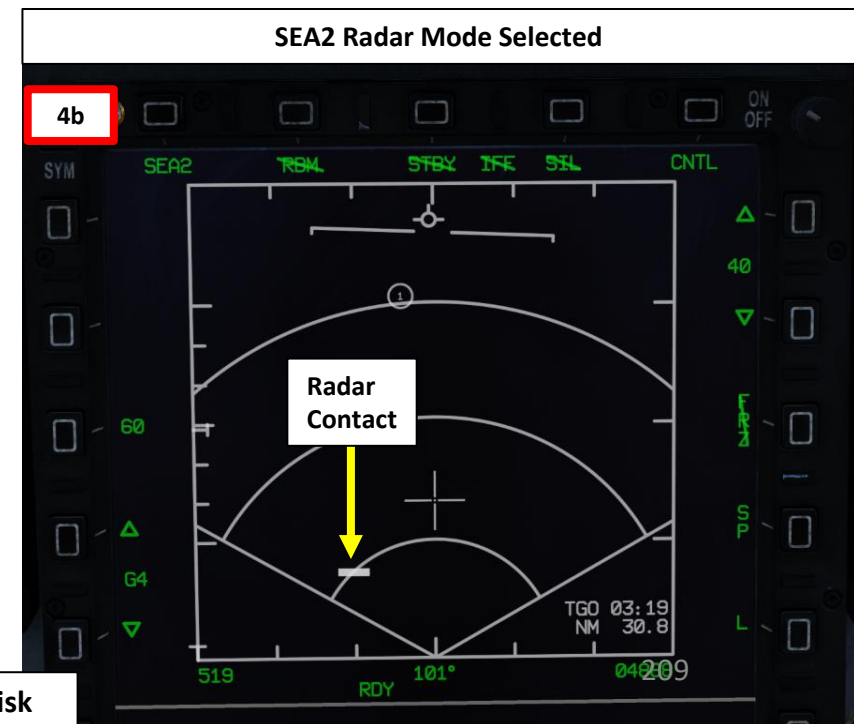 SEA2 Radar Mode Selected
4b
ON
OFF
SYM
SEA2 RBM STBY IFF SIL CNTL
40
1
Radar
Contact
60
FRZ
SP
G4
TGO 03:19
NM 30.8
L
519 101°
209
RDY
isk